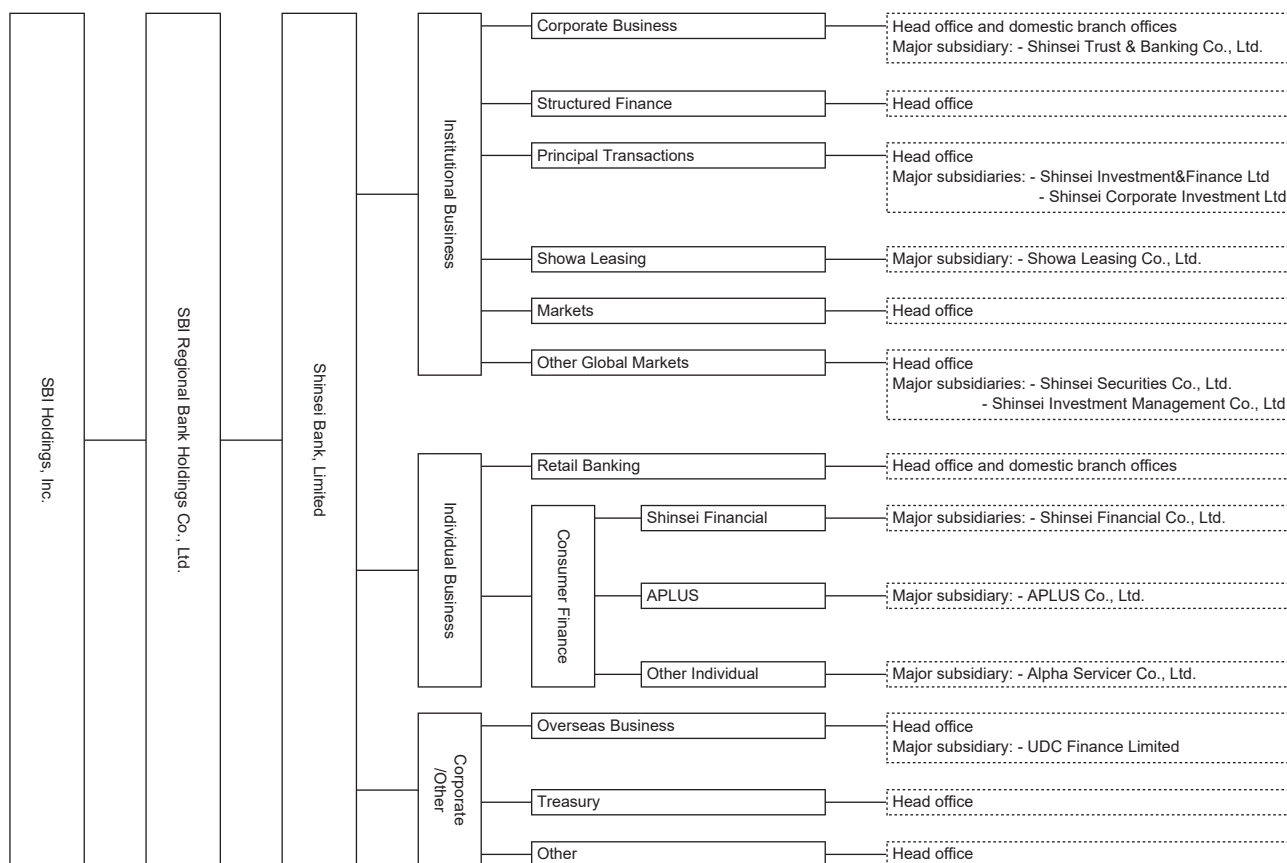 SBI Holdings, Inc.
SBI Regional Bank Holdings Co., Ltd.
Shinsei Bank, Limited
Institutional Business
Corporate Business
Head office and domestic branch offices
Major subsidiary: - Shinsei Trust & Banking Co., Ltd.
Structured Finance
Head office
Principal Transactions
Head office
Major subsidiaries: - Shinsei Investment&Finance Ltd
- Shinsei Corporate Investment Ltd
Showa Leasing
Major subsidiary: - Showa Leasing Co., Ltd.
Markets
Head office
Other Global Markets
Head office
Major subsidiaries: - Shinsei Securities Co., Ltd.
- Shinsei Investment Management Co., Ltd
Individual Business
Retail Banking
Head office and domestic branch offices
Consumer Finance
Shinsei Financial
Major subsidiaries: - Shinsei Financial Co., Ltd.
APLUS
Major subsidiary: - APLUS Co., Ltd.
Other Individual
Major subsidiary: - Alpha Servicer Co., Ltd.
Corporate
/Other
Overseas Business
Head office
Major subsidiary: - UDC Finance Limited
Treasury
Head office
Other
Head office